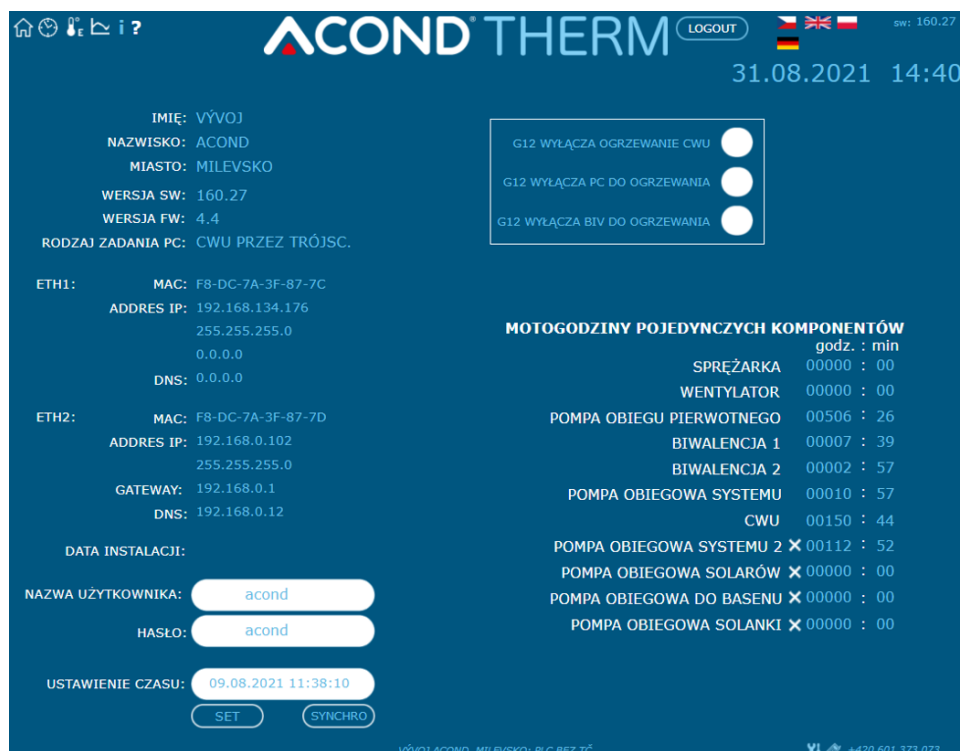 ACOND® THERM
LOGOUT
sw: 160.27
31.08.2021 14:40
IMIĘ: VÝVOJ
NAZWISKO: ACOND
MIASTO: MILEVSKO
WERSJA SW: 160.27
WERSJA FW: 4.4
RODZAJ ZADANIA PC: CWU PRZEZ TRÓJSC.
G12 WYŁĄCZA OGRZEWANIE CWU
G12 WYŁĄCZA PC DO OGRZEWANIA
G12 WYŁĄCZA BIV DO OGRZEWANIA
ETH1: MAC: F8-DC-7A-3F-87-7C
ADDRES IP: 192.168.134.176
255.255.255.0
0.0.0.0
DNS: 0.0.0.0
ETH2: MAC: F8-DC-7A-3F-87-7D
ADDRES IP: 192.168.0.102
255.255.255.0
GATEWAY: 192.168.0.1
DNS: 192.168.0.12
DATA INSTALACJI:
NAZWA UŻYTKOWNIKA: acond
HASŁO: acond
USTAWIENIE CZASU: 09.08.2021 11:38:10
SET SYNCHRO
MOTOGODZINY POJEDYNCZYCH KOMPONENTÓW
godz. : min
SPRĘŻARKA 00000 : 00
WENTYLATOR 00000 : 00
POMPA OBIEGU PIERWOTNEGO 00506 : 26
BIWALENCJA 1 00007 : 39
BIWALENCJA 2 00002 : 57
POMPA OBIEGOWA SYSTEMU 00010 : 57
CWU 00150 : 44
POMPA OBIEGOWA SYSTEMU 2 00112 : 52
POMPA OBIEGOWA SOLARÓW 00000 : 00
POMPA OBIEGOWA DO BASENU 00000 : 00
POMPA OBIEGOWA SOLANKI 00000 : 00
VÝVOJ ACOND, MILEVSKO: PLC BEZ TČ
+420 601 373 073